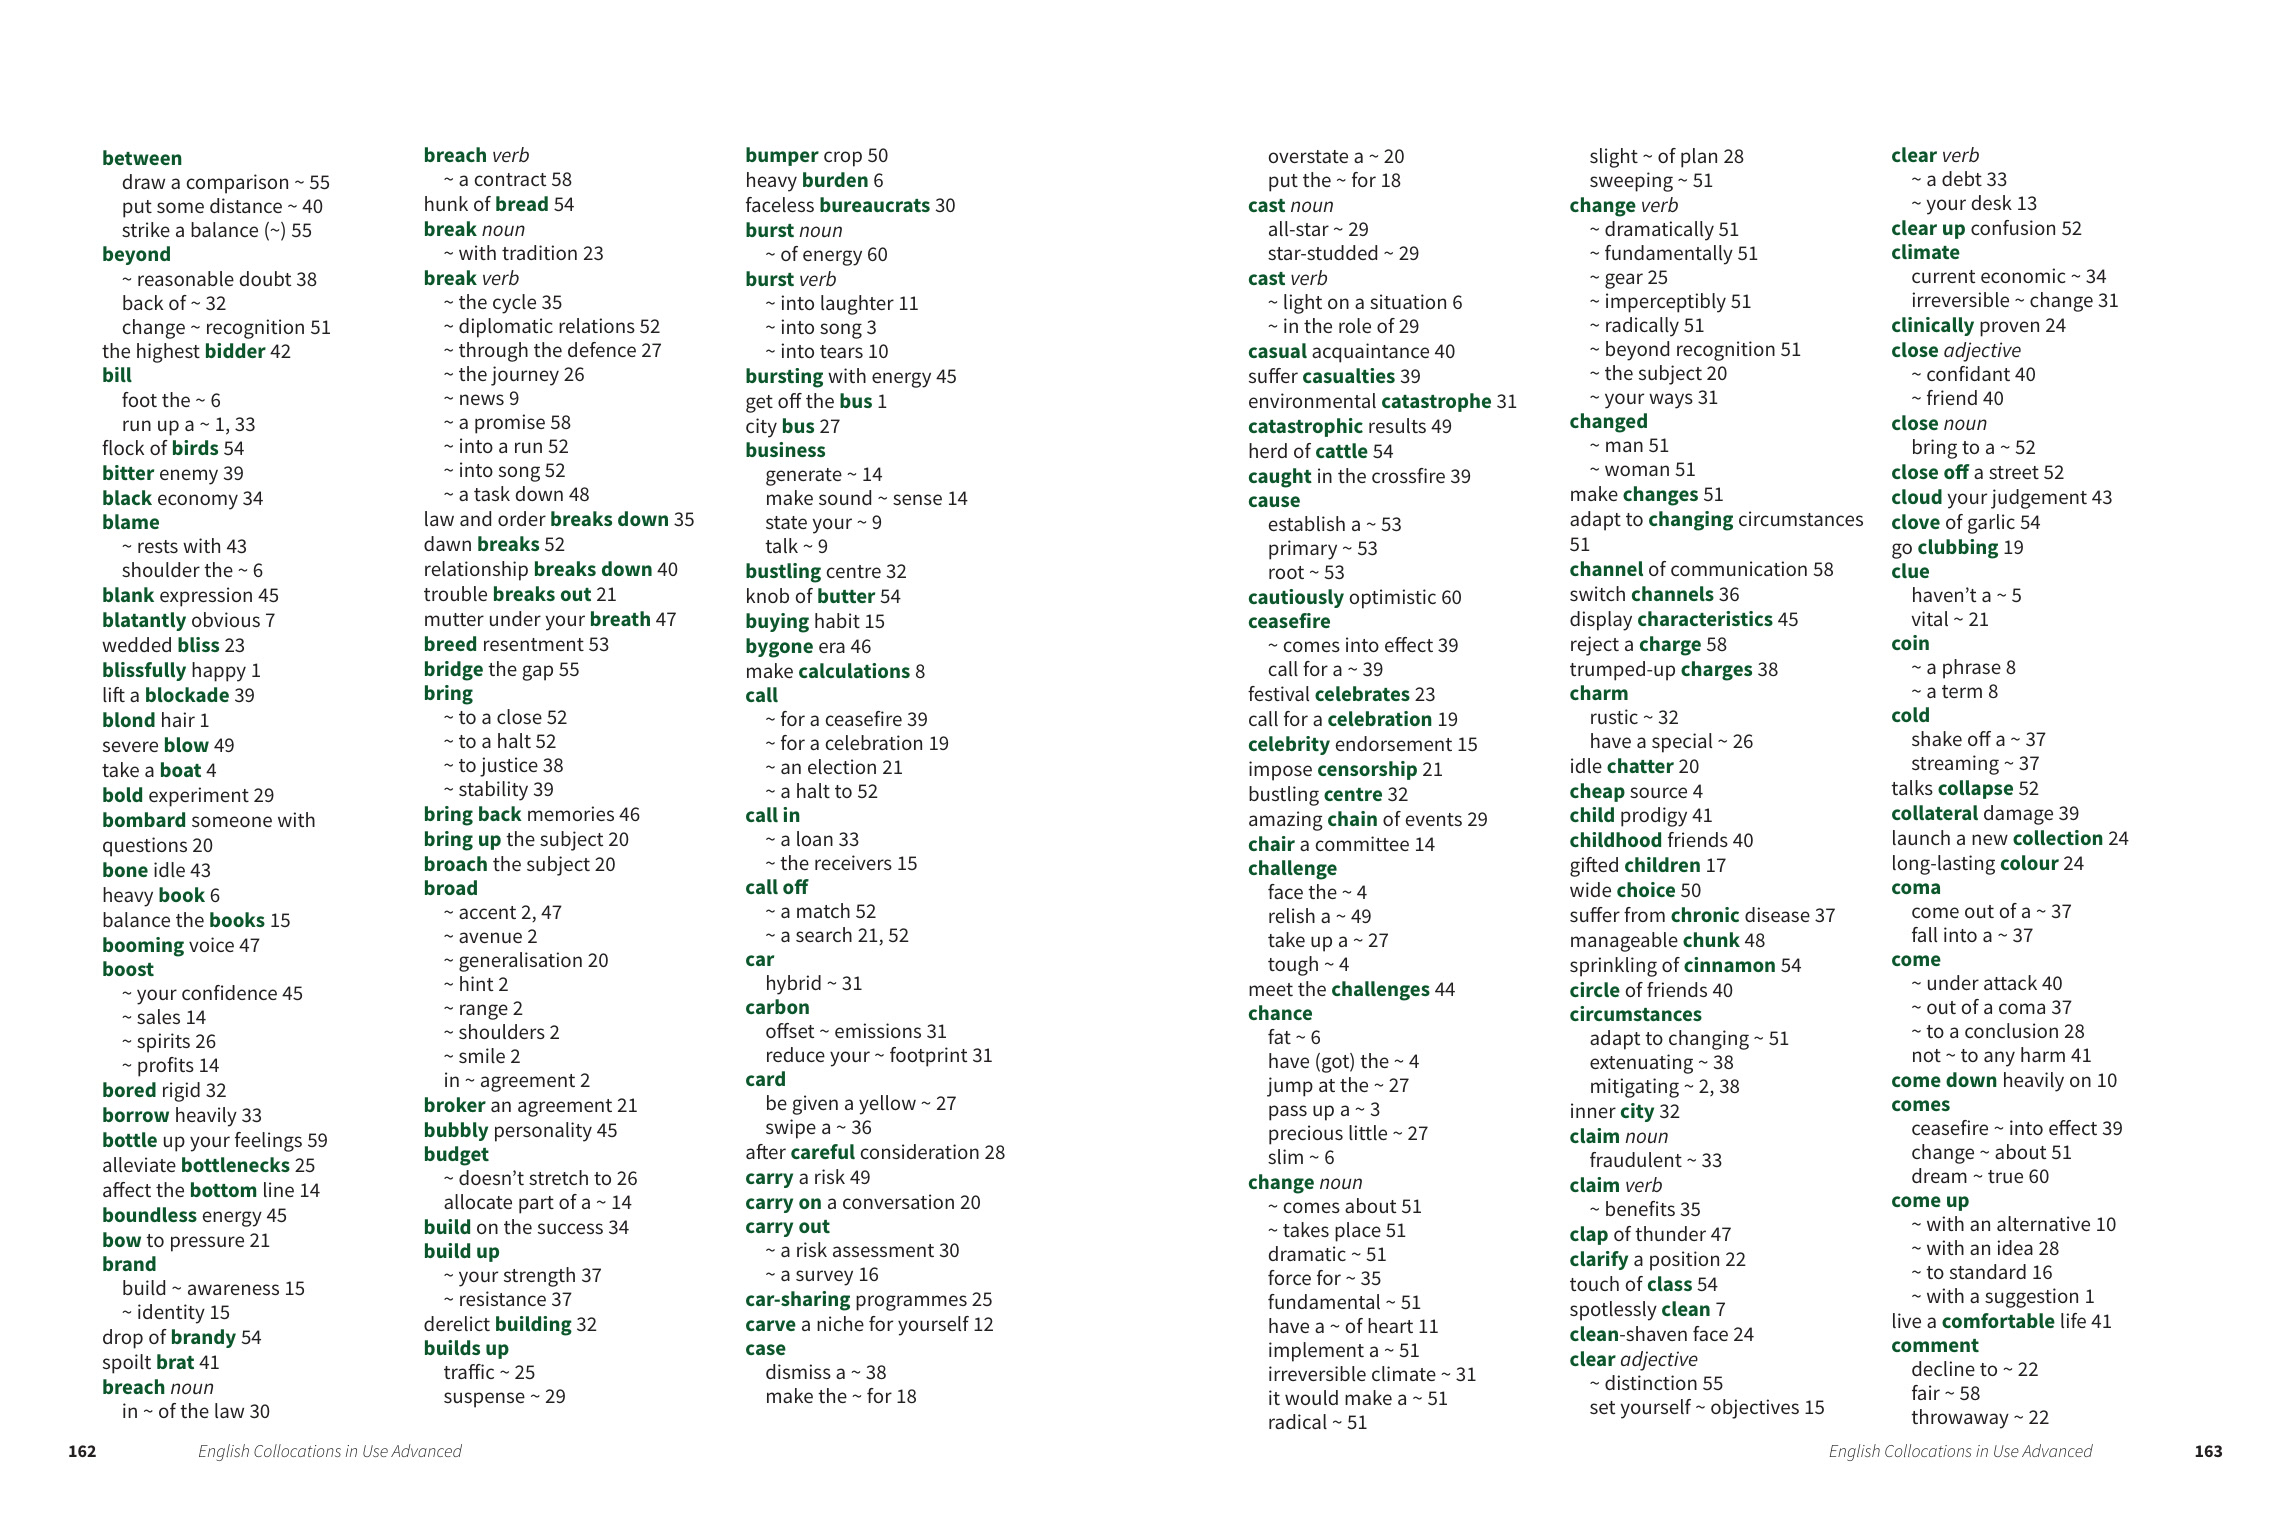 between
draw a comparison ~ 55
put some distance ~ 40
strike a balance (~) 55
beyond
~ reasonable doubt 38
back of ~ 32
change ~ recognition 51
the highest bidder 42
bill
foot the ~ 6
run up a ~ 1, 33
flock of birds 54
bitter enemy 39
black economy 34
blame
~ rests with 43
shoulder the ~ 6
blank expression 45
blatantly obvious 7
wedded bliss 23
blissfully happy 1
lift a blockade 39
blond hair 1
severe blow 49
take a boat 4
bold experiment 29
bombard someone with
questions 20
bone idle 43
heavy book 6
balance the books 15
booming voice 47
boost
~ your confidence 45
~ sales 14
~ spirits 26
~ profits 14
bored rigid 32
borrow heavily 33
bottle up your feelings 59
alleviate bottlenecks 25
affect the bottom line 14
boundless energy 45
bow to pressure 21
brand
build ~ awareness 15
~ identity 15
drop of brandy 54
spoilt brat 41
breach noun
in ~ of the law 30
breach verb
~ a contract 58
hunk of bread 54
break noun
~ with tradition 23
break verb
~ the cycle 35
~ diplomatic relations 52
~ through the defence 27
~ the journey 26
~ news 9
~ a promise 58
~ into a run 52
~ into song 52
~ a task down 48
law and order breaks down 35
dawn breaks 52
relationship breaks down 40
trouble breaks out 21
mutter under your breath 47
breed resentment 53
bridge the gap 55
bring
~ to a close 52
~ to a halt 52
~ to justice 38
~ stability 39
bring back memories 46
bring up the subject 20
broach the subject 20
broad
~ accent 2, 47
~ avenue 2
~ generalisation 20
~ hint 2
~ range 2
~ shoulders 2
~ smile 2
in ~ agreement 2
broker an agreement 21
bubbly personality 45
budget
~ doesn’t stretch to 26
allocate part of a ~ 14
build on the success 34
build up
~ your strength 37
~ resistance 37
derelict building 32
builds up
traffic ~ 25
suspense ~ 29
bumper crop 50
heavy burden 6
faceless bureaucrats 30
burst noun
~ of energy 60
burst verb
~ into laughter 11
~ into song 3
~ into tears 10
bursting with energy 45
get off the bus 1
city bus 27
business
generate ~ 14
make sound ~ sense 14
state your ~ 9
talk ~ 9
bustling centre 32
knob of butter 54
buying habit 15
bygone era 46
make calculations 8
call
~ for a ceasefire 39
~ for a celebration 19
~ an election 21
~ a halt to 52
call in
~ a loan 33
~ the receivers 15
call off
~ a match 52
~ a search 21, 52
car
hybrid ~ 31
carbon
offset ~ emissions 31
reduce your ~ footprint 31
card
be given a yellow ~ 27
swipe a ~ 36
after careful consideration 28
carry a risk 49
carry on a conversation 20
carry out
~ a risk assessment 30
~ a survey 16
car-sharing programmes 25
carve a niche for yourself 12
case
dismiss a ~ 38
make the ~ for 18
162 English Collocations in Use Advanced
overstate a ~ 20
put the ~ for 18
cast noun
all-star ~ 29
star-studded ~ 29
cast verb
~ light on a situation 6
~ in the role of 29
casual acquaintance 40
suffer casualties 39
environmental catastrophe 31
catastrophic results 49
herd of cattle 54
caught in the crossfire 39
cause
establish a ~ 53
primary ~ 53
root ~ 53
cautiously optimistic 60
ceasefire
~ comes into effect 39
call for a ~ 39
festival celebrates 23
call for a celebration 19
celebrity endorsement 15
impose censorship 21
bustling centre 32
amazing chain of events 29
chair a committee 14
challenge
face the ~ 4
relish a ~ 49
take up a ~ 27
tough ~ 4
meet the challenges 44
chance
fat ~ 6
have (got) the ~ 4
jump at the ~ 27
pass up a ~ 3
precious little ~ 27
slim ~ 6
change noun
~ comes about 51
~ takes place 51
dramatic ~ 51
force for ~ 35
fundamental ~ 51
have a ~ of heart 11
implement a ~ 51
irreversible climate ~ 31
it would make a ~ 51
radical ~ 51
slight ~ of plan 28
sweeping ~ 51
change verb
~ dramatically 51
~ fundamentally 51
~ gear 25
~ imperceptibly 51
~ radically 51
~ beyond recognition 51
~ the subject 20
~ your ways 31
changed
~ man 51
~ woman 51
make changes 51
adapt to changing circumstances
51
channel of communication 58
switch channels 36
display characteristics 45
reject a charge 58
trumped-up charges 38
charm
rustic ~ 32
have a special ~ 26
idle chatter 20
cheap source 4
child prodigy 41
childhood friends 40
gifted children 17
wide choice 50
suffer from chronic disease 37
manageable chunk 48
sprinkling of cinnamon 54
circle of friends 40
circumstances
adapt to changing ~ 51
extenuating ~ 38
mitigating ~ 2, 38
inner city 32
claim noun
fraudulent ~ 33
claim verb
~ benefits 35
clap of thunder 47
clarify a position 22
touch of class 54
spotlessly clean 7
clean-shaven face 24
clear adjective
~ distinction 55
set yourself ~ objectives 15
clear verb
~ a debt 33
~ your desk 13
clear up confusion 52
climate
current economic ~ 34
irreversible ~ change 31
clinically proven 24
close adjective
~ confidant 40
~ friend 40
close noun
bring to a ~ 52
close off a street 52
cloud your judgement 43
clove of garlic 54
go clubbing 19
clue
haven’t a ~ 5
vital ~ 21
coin
~ a phrase 8
~ a term 8
cold
shake off a ~ 37
streaming ~ 37
talks collapse 52
collateral damage 39
launch a new collection 24
long-lasting colour 24
coma
come out of a ~ 37
fall into a ~ 37
come
~ under attack 40
~ out of a coma 37
~ to a conclusion 28
not ~ to any harm 41
come down heavily on 10
comes
ceasefire ~ into effect 39
change ~ about 51
dream ~ true 60
come up
~ with an alternative 10
~ with an idea 28
~ to standard 16
~ with a suggestion 1
live a comfortable life 41
comment
decline to ~ 22
fair ~ 58
throwaway ~ 22
English Collocations in Use Advanced 163